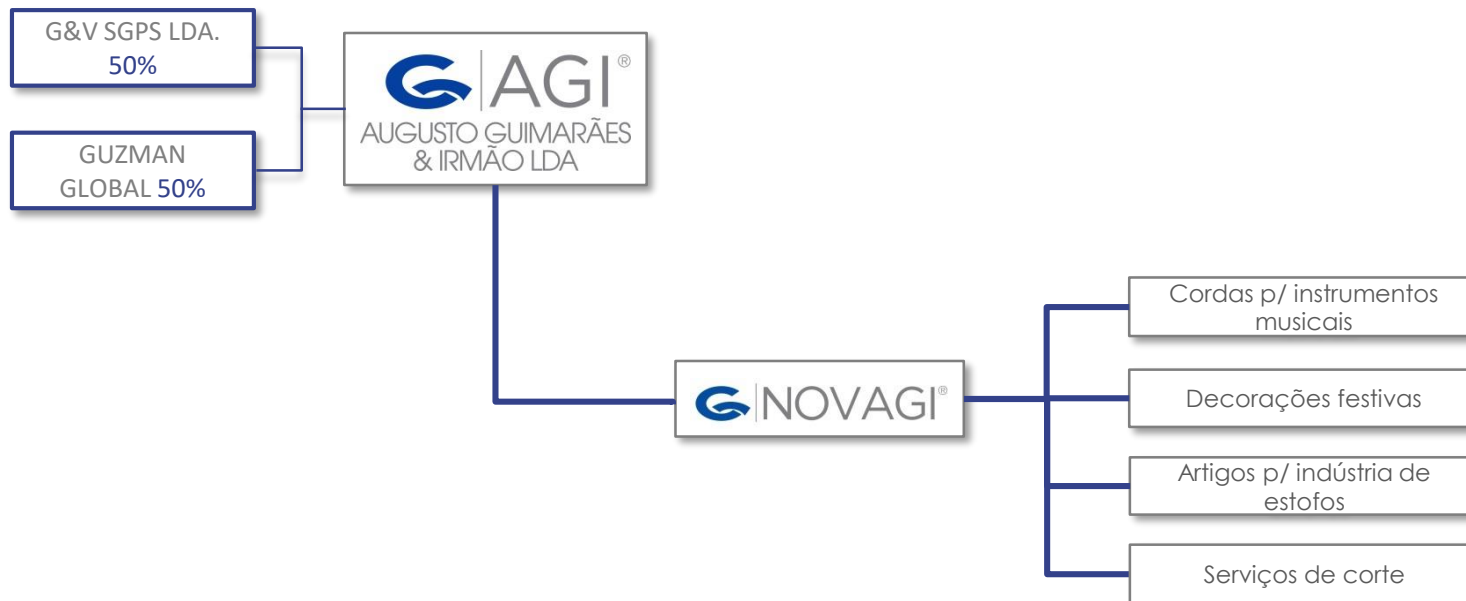 G&V SGPS LDA.
50%
GUZMAN
GLOBAL 50%
G AGI®
AUGUSTO GUIMARÃES
& IRMÃO LDA
G NOVAGI®
Cordas p/ instrumentos
musicais
Decorações festivas
Artigos p/ indústria de
estofos
Serviços de corte